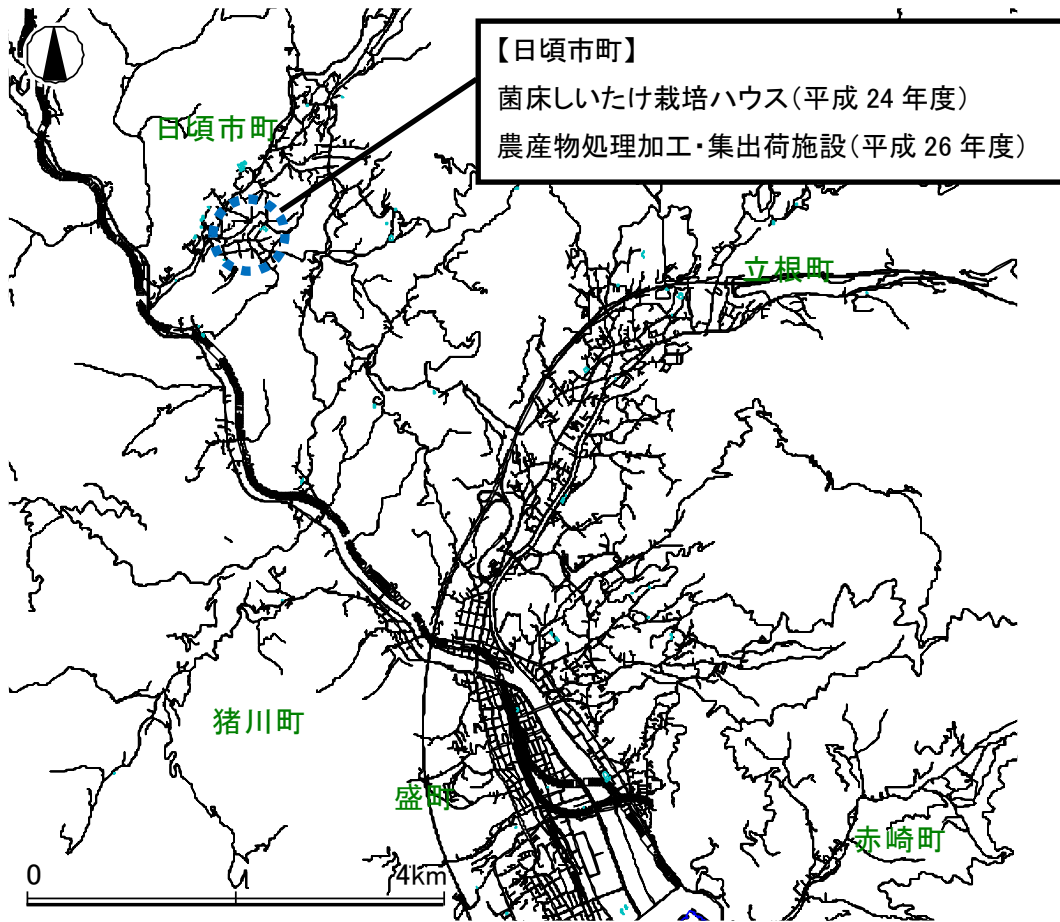 【日頃市町】
菌床しいたけ栽培ハウス(平成 24 年度)
農産物処理加工・集出荷施設(平成 26 年度)
日頃市町
立根町
猪川町
盛町
赤崎町
0
4km